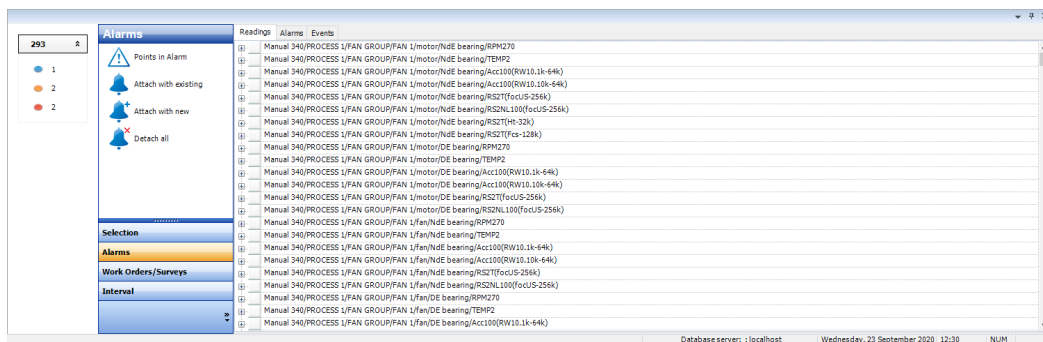 293
1
2
2
Alarms
Points in Alarm
Attach with existing
Attach with new
Detach all
Selection
Alarms
Work Orders/Surveys
Interval
Readings Alarms Events
Manual 340/PROCESS 1/FAN GROUP/FAN 1/motor/NdE bearing/RPM270
Manual 340/PROCESS 1/FAN GROUP/FAN 1/motor/NdE bearing/TEMP2
Manual 340/PROCESS 1/FAN GROUP/FAN 1/motor/NdE bearing/Acc100(RW10.1k-64k)
Manual 340/PROCESS 1/FAN GROUP/FAN 1/motor/NdE bearing/Acc100(RW10.10k-64k)
Manual 340/PROCESS 1/FAN GROUP/FAN 1/motor/NdE bearing/RS2T(focUS-256k)
Manual 340/PROCESS 1/FAN GROUP/FAN 1/motor/NdE bearing/RS2NL100(focUS-256k)
Manual 340/PROCESS 1/FAN GROUP/FAN 1/motor/NdE bearing/RS2T(Ht-32k)
Manual 340/PROCESS 1/FAN GROUP/FAN 1/motor/NdE bearing/RS2T(Fcs-128k)
Manual 340/PROCESS 1/FAN GROUP/FAN 1/motor/DE bearing/RPM270
Manual 340/PROCESS 1/FAN GROUP/FAN 1/motor/DE bearing/TEMP2
Manual 340/PROCESS 1/FAN GROUP/FAN 1/motor/DE bearing/Acc100(RW10.1k-64k)
Manual 340/PROCESS 1/FAN GROUP/FAN 1/motor/DE bearing/Acc100(RW10.10k-64k)
Manual 340/PROCESS 1/FAN GROUP/FAN 1/motor/DE bearing/RS2T(focUS-256k)
Manual 340/PROCESS 1/FAN GROUP/FAN 1/motor/DE bearing/RS2NL100(focUS-256k)
Manual 340/PROCESS 1/FAN GROUP/FAN 1/fan/NdE bearing/RPM270
Manual 340/PROCESS 1/FAN GROUP/FAN 1/fan/NdE bearing/TEMP2
Manual 340/PROCESS 1/FAN GROUP/FAN 1/fan/NdE bearing/Acc100(RW10.1k-64k)
Manual 340/PROCESS 1/FAN GROUP/FAN 1/fan/NdE bearing/Acc100(RW10.10k-64k)
Manual 340/PROCESS 1/FAN GROUP/FAN 1/fan/NdE bearing/RS2T(focUS-256k)
Manual 340/PROCESS 1/FAN GROUP/FAN 1/fan/NdE bearing/RS2NL100(focUS-256k)
Manual 340/PROCESS 1/FAN GROUP/FAN 1/fan/DE bearing/RPM270
Manual 340/PROCESS 1/FAN GROUP/FAN 1/fan/DE bearing/TEMP2
Manual 340/PROCESS 1/FAN GROUP/FAN 1/fan/DE bearing/Acc100(RW10.1k-64k)
Database server: : localhost Wednesday, 23 September 2020 12:30 NUM